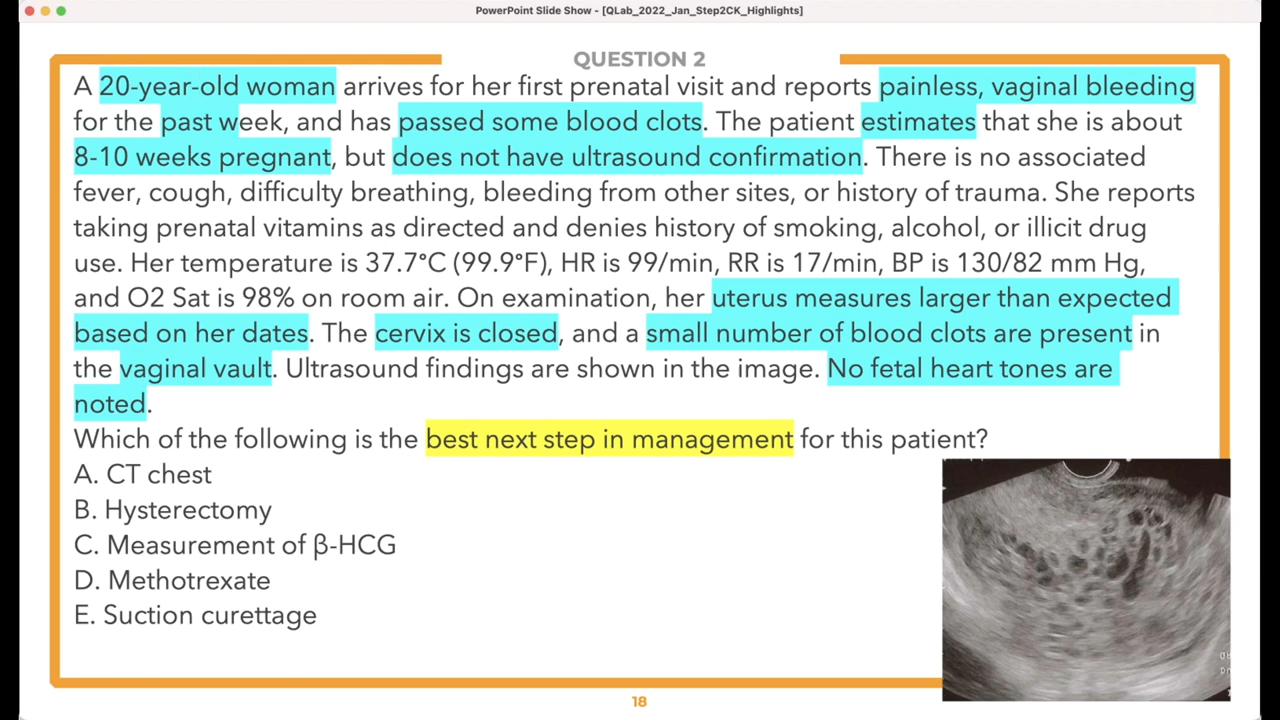 PowerPoint Slide Show - [QLab_2022_Jan_Step2CK_Highlights]
QUESTION 2
A 20-year-old woman arrives for her first prenatal visit and reports painless, vaginal bleeding
for the past week, and has passed some blood clots. The patient estimates that she is about
8-10 weeks pregnant, but does not have ultrasound confirmation. There is no associated
fever, cough, difficulty breathing, bleeding from other sites, or history of trauma. She reports
taking prenatal vitamins as directed and denies history of smoking, alcohol, or illicit drug
use. Her temperature is 37.7°C (99.9°F), HR is 99/min, RR is 17/min, BP is 130/82 mm Hg,
and O2 Sat is 98% on room air. On examination, her uterus measures larger than expected
based on her dates. The cervix is closed, and a small number of blood clots are present in
the vaginal vault. Ultrasound findings are shown in the image. No fetal heart tones are
noted.
Which of the following is the best next step in management for this patient?
A. CT chest
B. Hysterectomy
C. Measurement of β-HCG
D. Methotrexate
E. Suction curettage
18